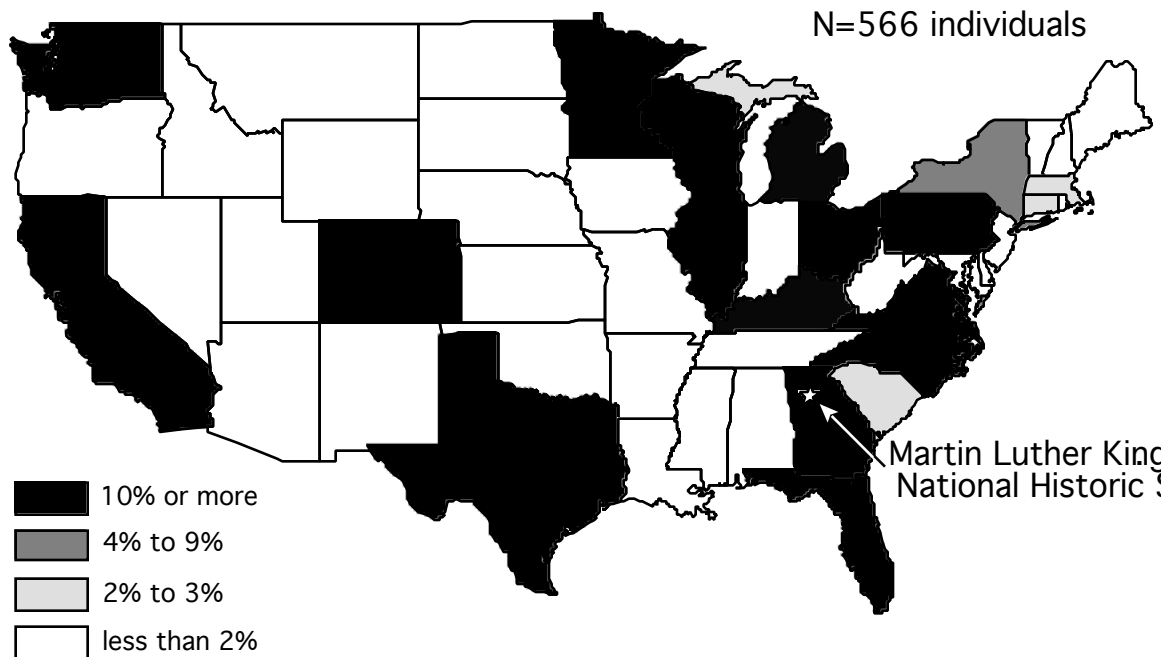 N=566 individuals
Martin Luther King
National Historic S
10% or more
4% to 9%
2% to 3%
less than 2%